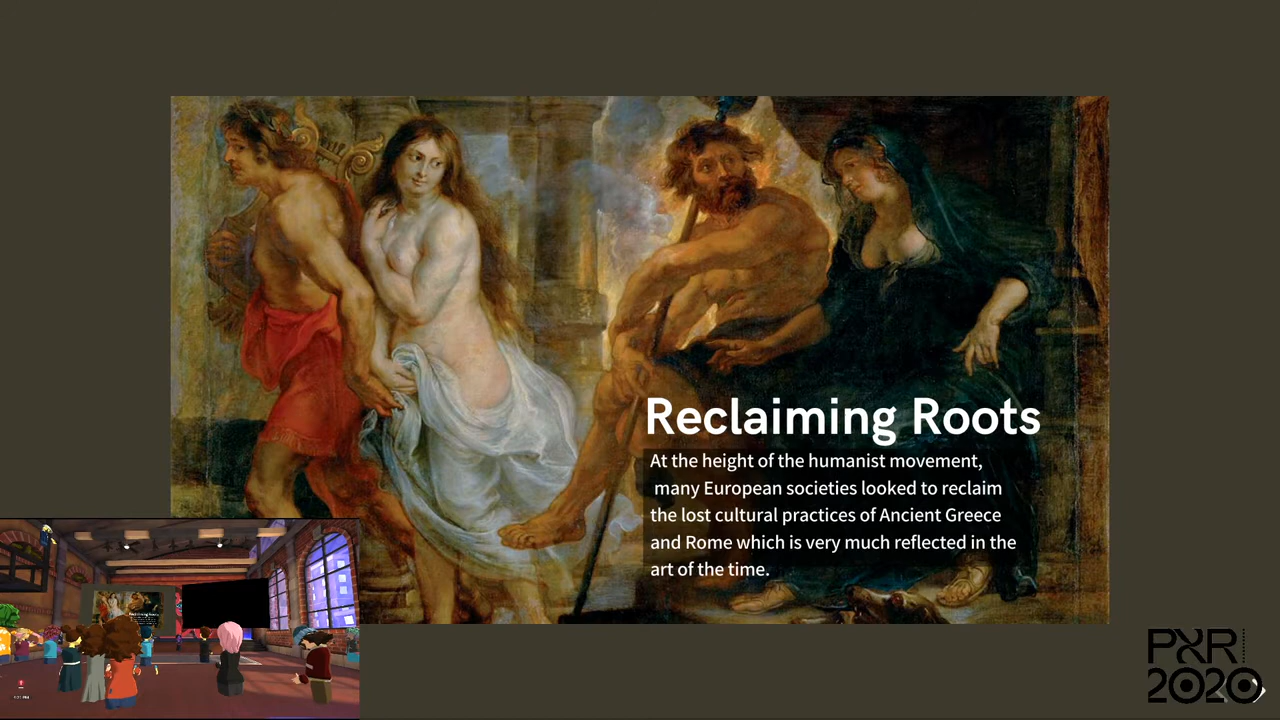 Reclaiming Roots
At the height of the humanist movement,
many European societies looked to reclaim
the lost cultural practices of Ancient Greece
and Rome which is very much reflected in the
art of the time.
PXR
2020